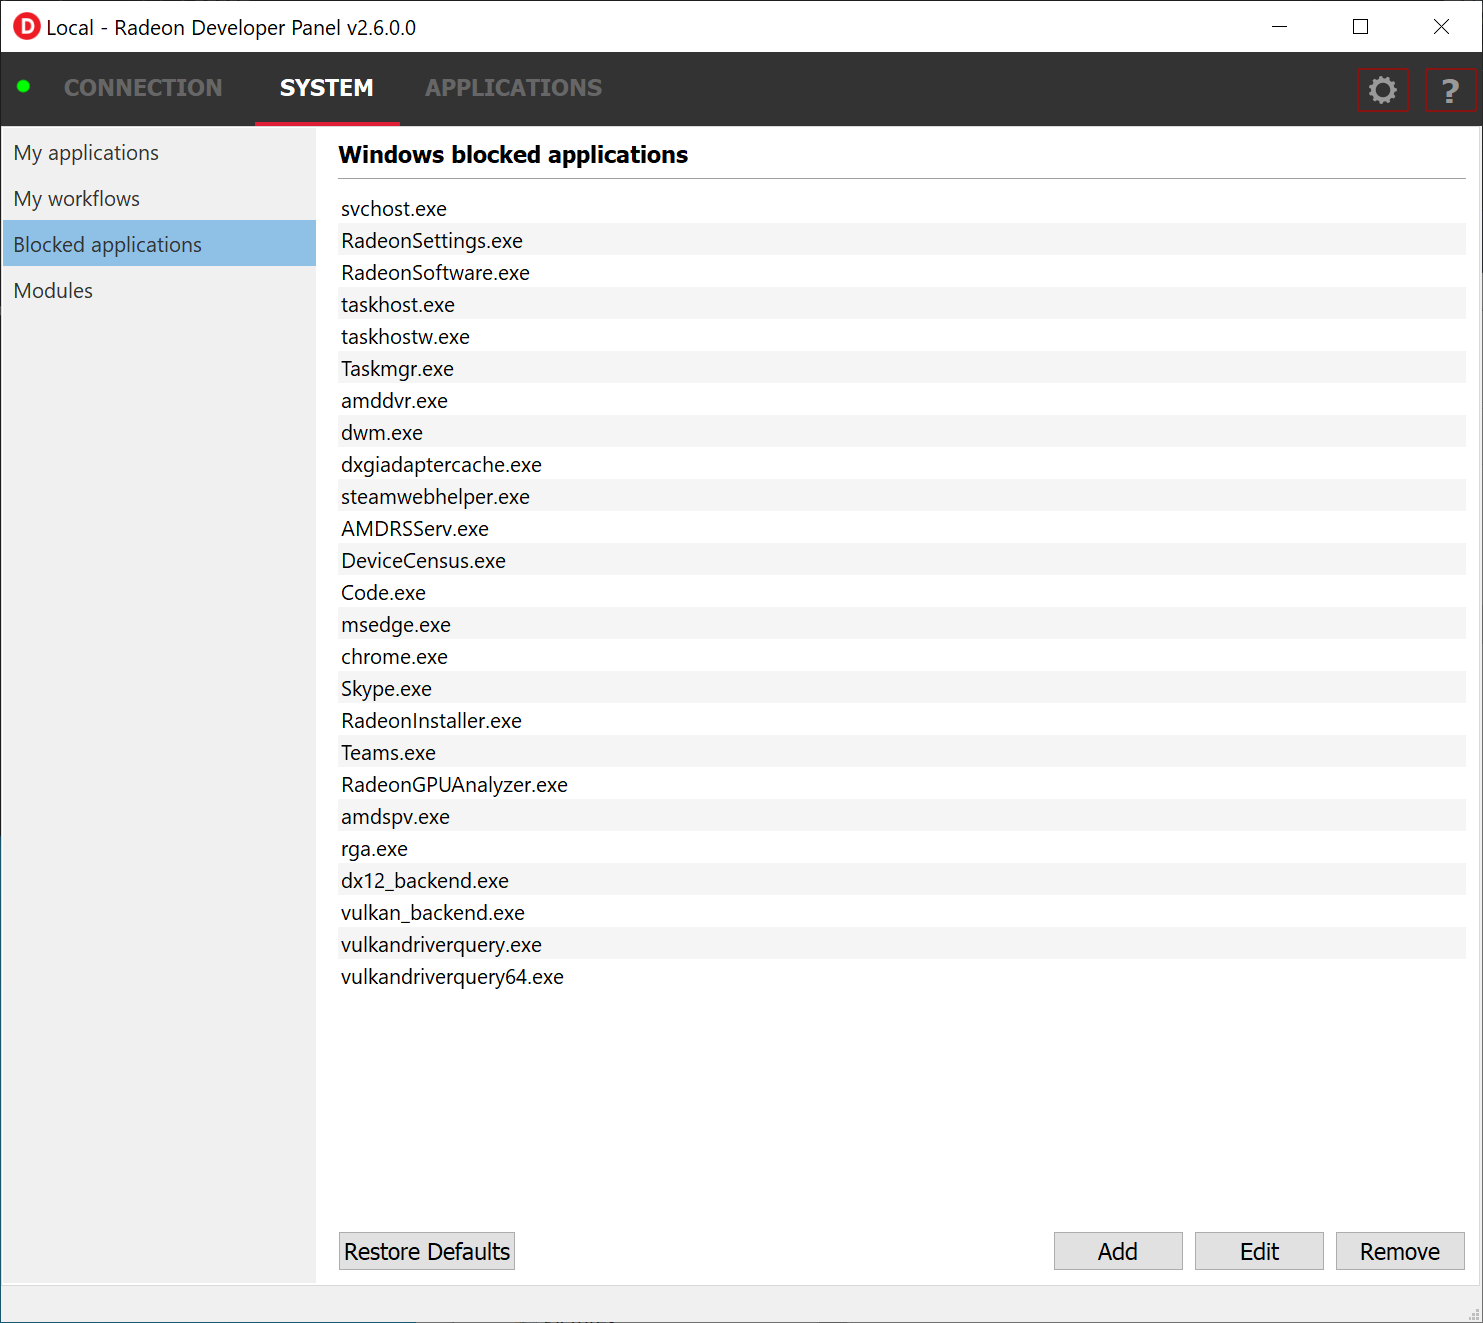 D Local - Radeon Developer Panel v2.6.0.0
CONNECTION SYSTEM APPLICATIONS ?
My applications
My workflows
Blocked applications
Modules
Windows blocked applications
svchost.exe
RadeonSettings.exe
RadeonSoftware.exe
taskhost.exe
taskhostw.exe
Taskmgr.exe
amddvr.exe
dwm.exe
dxgiadaptercache.exe
steamwebhelper.exe
AMDRSServ.exe
DeviceCensus.exe
Code.exe
msedge.exe
chrome.exe
Skype.exe
RadeonInstaller.exe
Teams.exe
RadeonGPUAnalyzer.exe
amdspv.exe
rga.exe
dx12_backend.exe
vulkan_backend.exe
vulkandriverquery.exe
vulkandriverquery64.exe
Restore Defaults Add Edit Remove